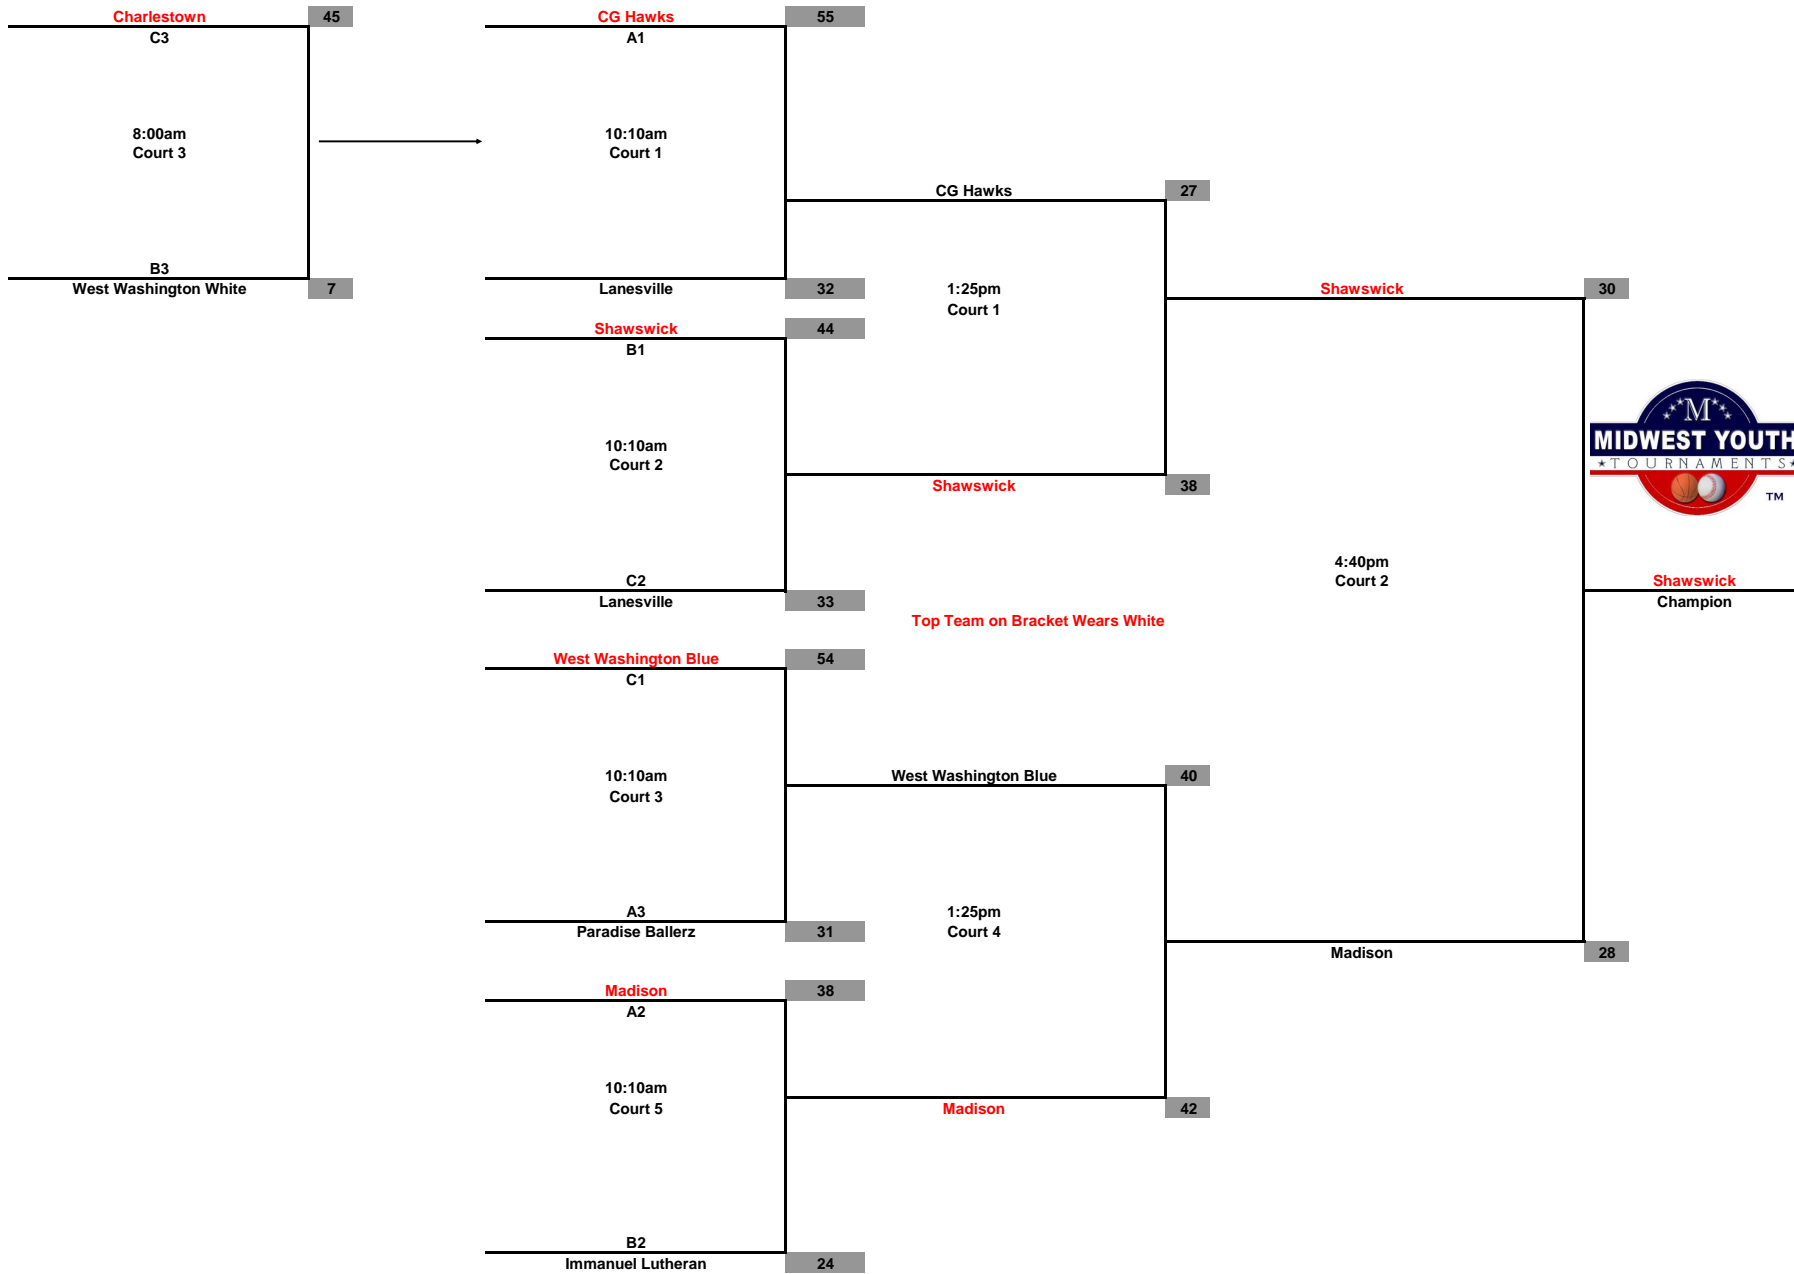 Charlestown 45
C3
8:00am
Court 3
B3
West Washington White 7
CG Hawks 55
A1
10:10am
Court 1
Lanesville 32
Shawswick 44
B1
10:10am
Court 2
C2
Lanesville 33
West Washington Blue 54
C1
10:10am
Court 3
A3
Paradise Ballerz 31
Madison 38
A2
10:10am
Court 5
B2
Immanuel Lutheran 24
CG Hawks 27
1:25pm
Court 1
Shawswick 38
Top Team on Bracket Wears White
West Washington Blue 40
1:25pm
Court 4
Madison 42
Shawswick 30
4:40pm
Court 2
Madison 28
M
MIDWEST YOUTH
TOURNAMENTS
TM
Shawswick
Champion